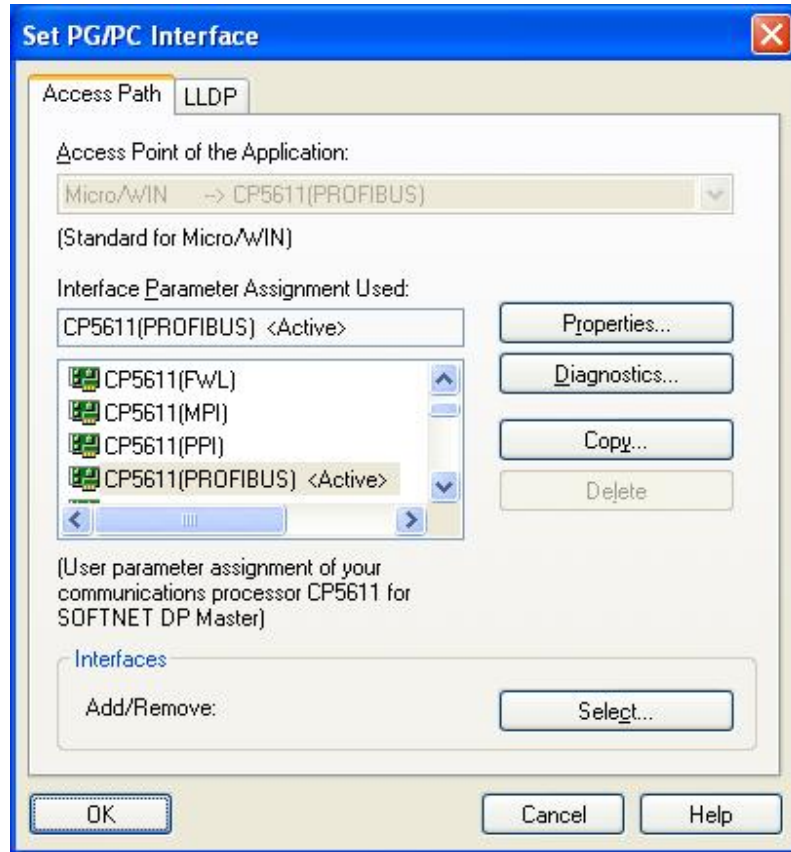 Set PG/PC Interface
Access Path
LLDP
Access Point of the Application:
Micro/WIN --> CP5611(PROFIBUS)
(Standard for Micro/WIN)
Interface Parameter Assignment Used:
CP5611(PROFIBUS) <Active>
Properties...
CP5611(FWL)
CP5611(MPI)
CP5611(PPI)
CP5611(PROFIBUS) <Active>
Diagnostics...
Copy...
Delete
(User parameter assignment of your
communications processor CP5611 for
SOFTNET DP Master)
Interfaces
Add/Remove:
Select...
OK
Cancel
Help